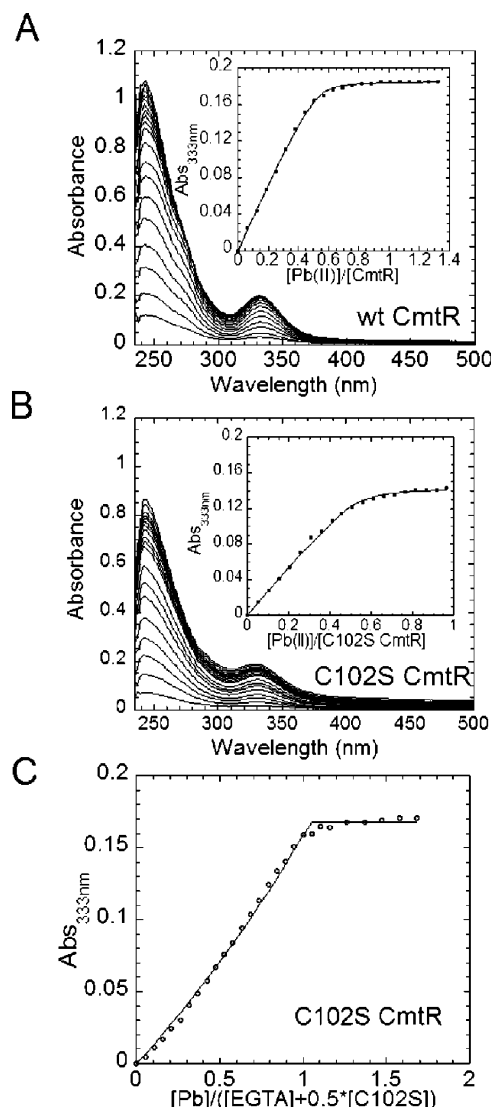 A
1.2
1
0.8
0.6
0.4
0.2
0
Absorbance
0.2
0.16
0.12
0.08
0.04
0
Abs333nm
0 0.2 0.4 0.6 0.8 1 1.2 1.4
[Pb(II)]/[CmtR]
wt CmtR
250 300 350 400 450 500
Wavelength (nm)
B
1.2
1
0.8
0.6
0.4
0.2
0
Absorbance
0.2
0.16
0.12
0.08
0.04
0
Abs333nm
0 0.2 0.4 0.6 0.8 1
[Pb(II)]/[C102S CmtR]
C102S CmtR
250 300 350 400 450 500
Wavelength (nm)
C
0.2
0.15
0.1
0.05
0
Abs333nm
C102S CmtR
0 0.5 1 1.5 2
[Pb]/([EGTA]+0.5*[C102S])